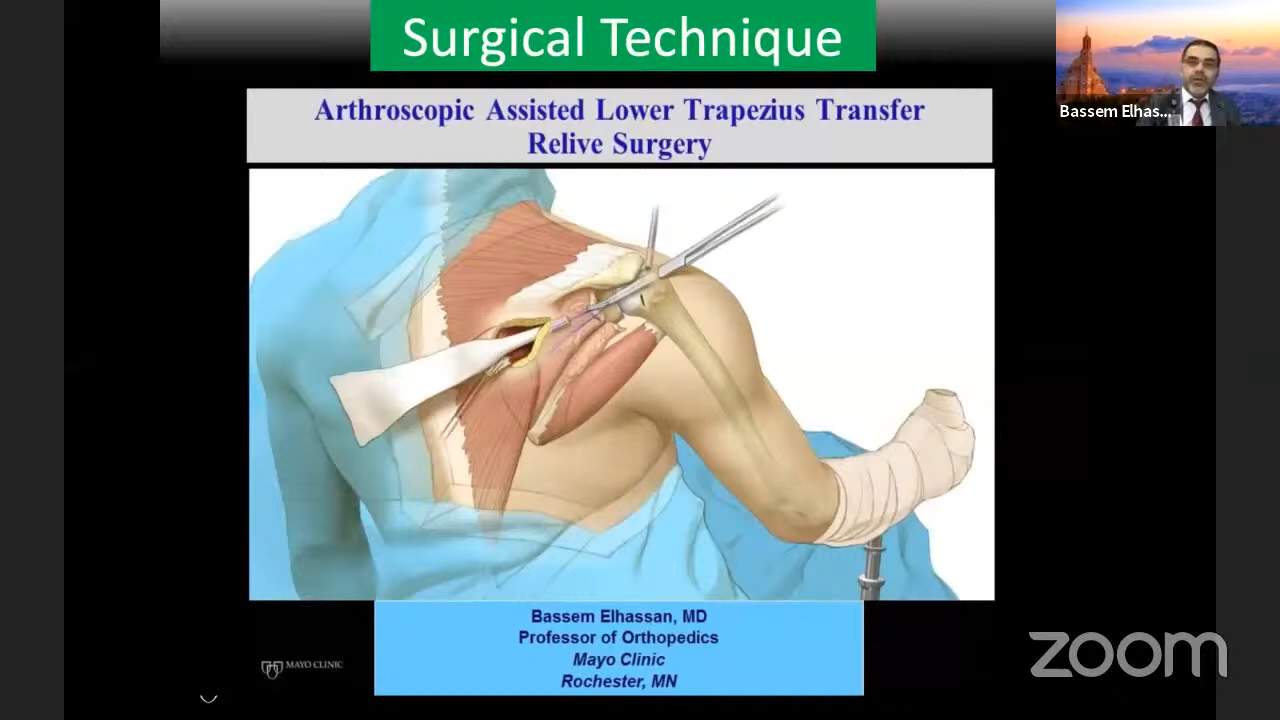 Surgical Technique
Arthroscopic Assisted Lower Trapezius Transfer
Relive Surgery
Bassem Elhas...
Bassem Elhassan, MD
Professor of Orthopedics
Mayo Clinic
Rochester, MN
MAYO CLINIC
zoom